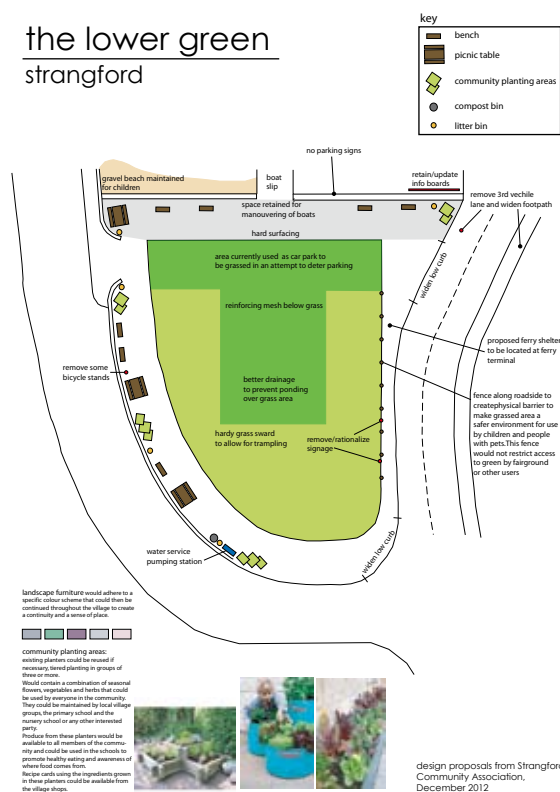 the lower green
strangford
key
bench
picnic table
community planting areas
compost bin
litter bin
no parking signs
gravel beach maintained
for children
boat
slip
retain/update
info boards
remove 3rd vechile
lane and widen footpath
space retained for
manouvering of boats
hard surfacing
area currently used as car park to
be grassed in an attempt to deter parking
widen low curb
reinforcing mesh below grass
proposed ferry shelter
to be located at ferry
terminal
remove some
bicycle stands
better drainage
to prevent ponding
over grass area
fence along roadside to
createphysical barrier to
make grassed area a
safer environment for use
by children and people
with pets.This fence
would not restrict access
to green by fairground
or other users
hardy grass sward
to allow for trampling
remove/rationalize
signage
water service
pumping station
widen low curb
landscape furniture would adhere to a
specific colour scheme that could then be
continued throughout the village to create
a continuity and a sense of place.
community planting areas:
existing planters could be reused if
necessary, tiered planting in groups of
three or more.
Would contain a combination of seasonal
flowers, vegetables and herbs that could
be used by everyone in the community.
They could be maintained by local village
groups, the primary school and the
nursery school or any other interested
party.
Produce from these planters would be
available to all members of the commu-
nity and could be used in the schools to
promote healthy eating and awareness of
where food comes from.
Recipe cards using the ingredients grown
in these planters could be available from
the village shops.
design proposals from Strangford
Community Association,
December 2012